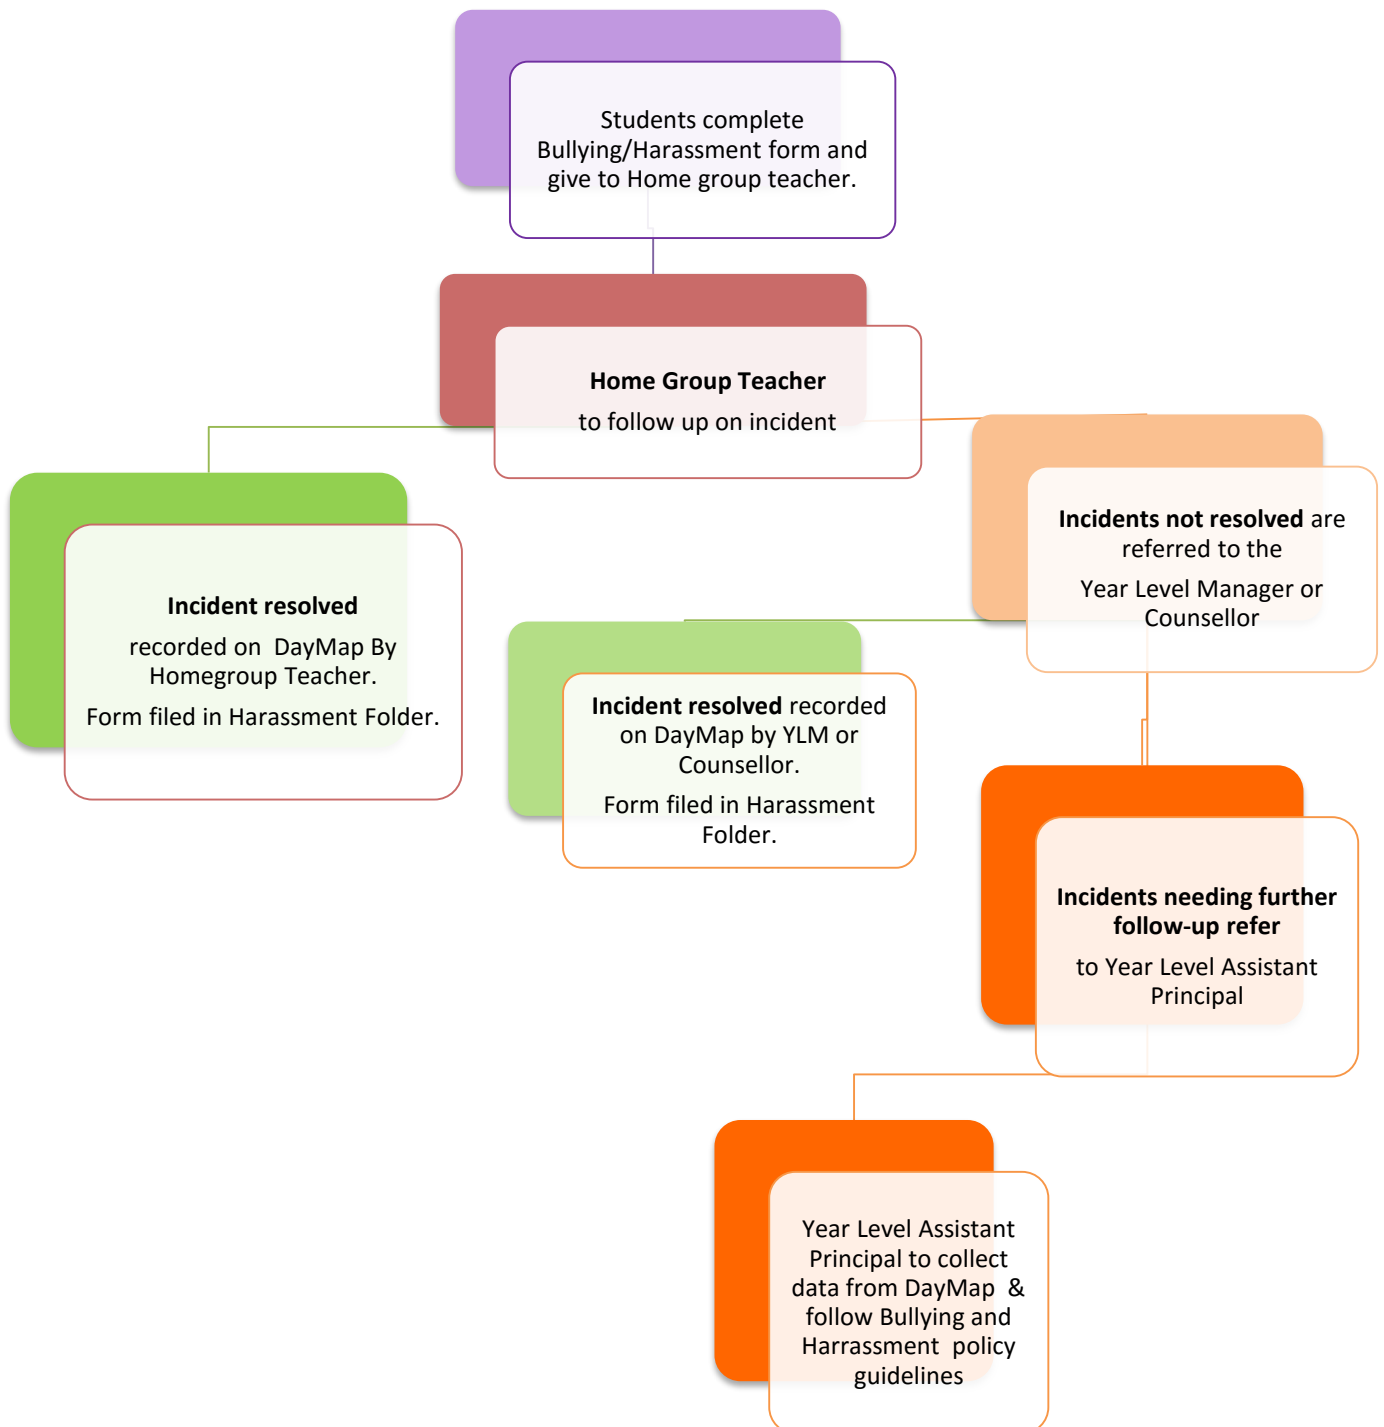 Students complete
Bullying/Harassment form and
give to Home group teacher.
Home Group Teacher
to follow up on incident
Incident resolved
recorded on  DayMap By
Homegroup Teacher.
Form filed in Harassment Folder.
Incidents not resolved are
referred to the
Year Level Manager or
Counsellor
Incident resolved recorded
on DayMap by YLM or
Counsellor.
Form filed in Harassment
Folder.
Incidents needing further
follow-up refer
to Year Level Assistant
Principal
Year Level Assistant
Principal to collect
data from DayMap  &
follow Bullying and
Harrassment  policy
guidelines